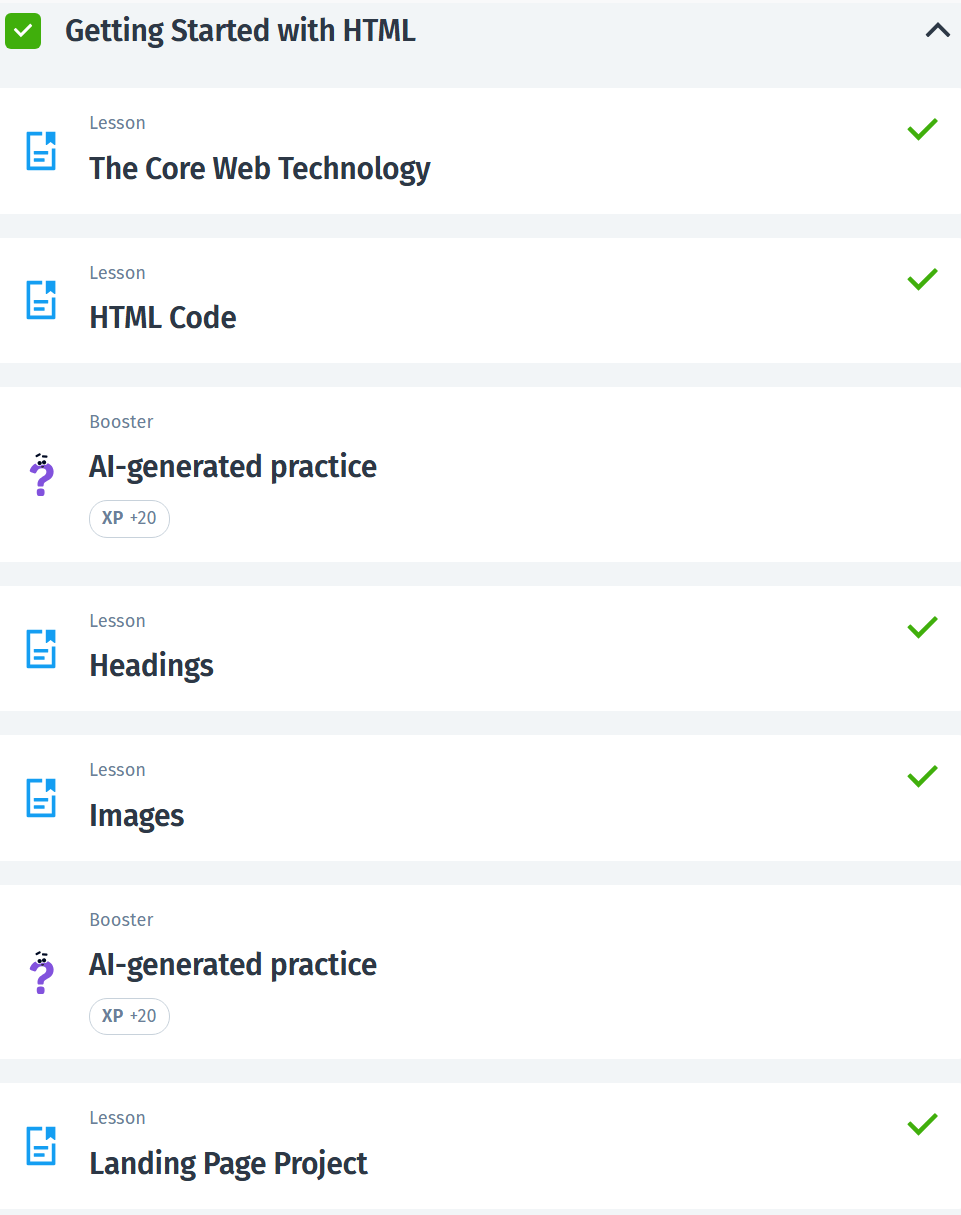 Getting Started with HTML
Lesson
The Core Web Technology
Lesson
HTML Code
Booster
AI-generated practice
XP +20
Lesson
Headings
Lesson
Images
Booster
AI-generated practice
XP +20
Lesson
Landing Page Project